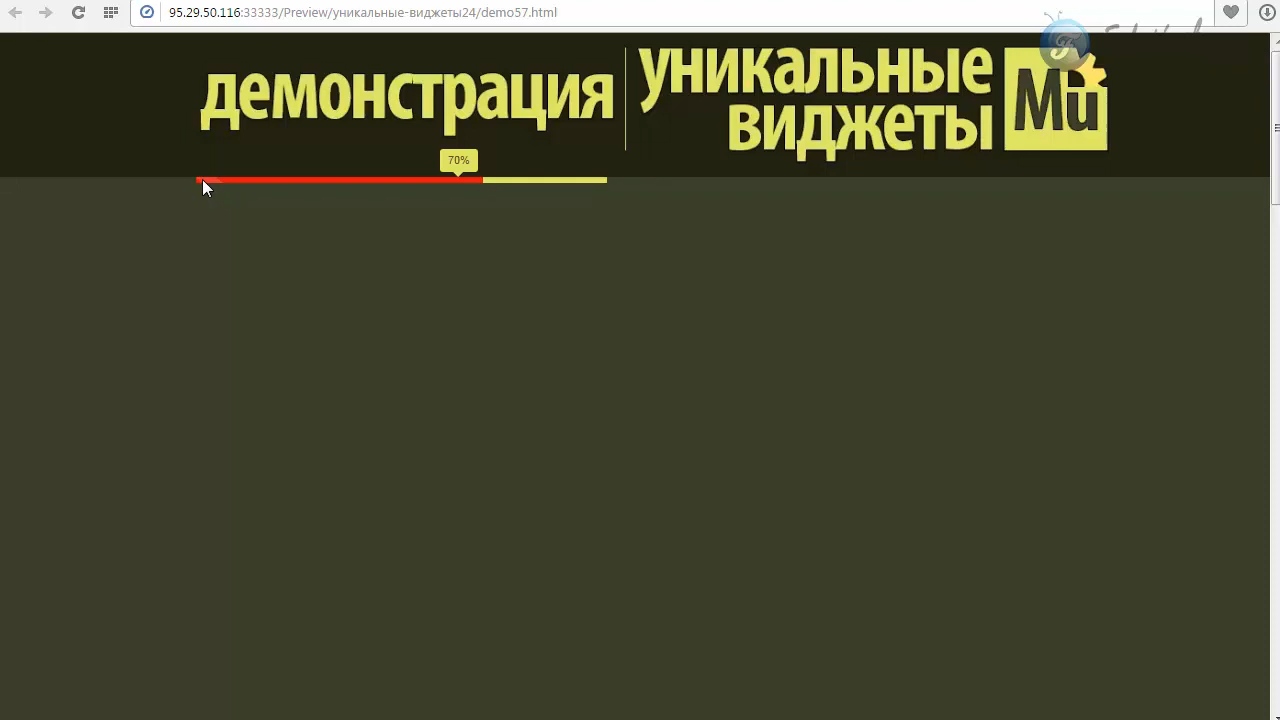 95.29.50.116:33333/Preview/уникальные-виджеты24/demo57.html
демонстрация
уникальные
виджеты
Mu
70%